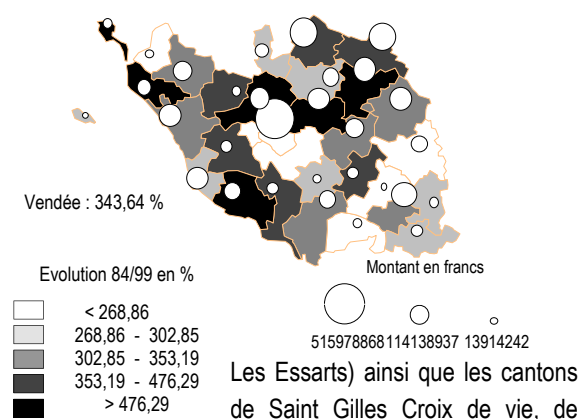 Vendée : 343,64 %
Evolution 84/99 en %
< 268,86
268,86 - 302,85
302,85 - 353,19
353,19 - 476,29
> 476,29
Montant en francs
515978868 114138937 13914242
Les Essarts) ainsi que les cantons
de Saint Gilles Croix de vie, de